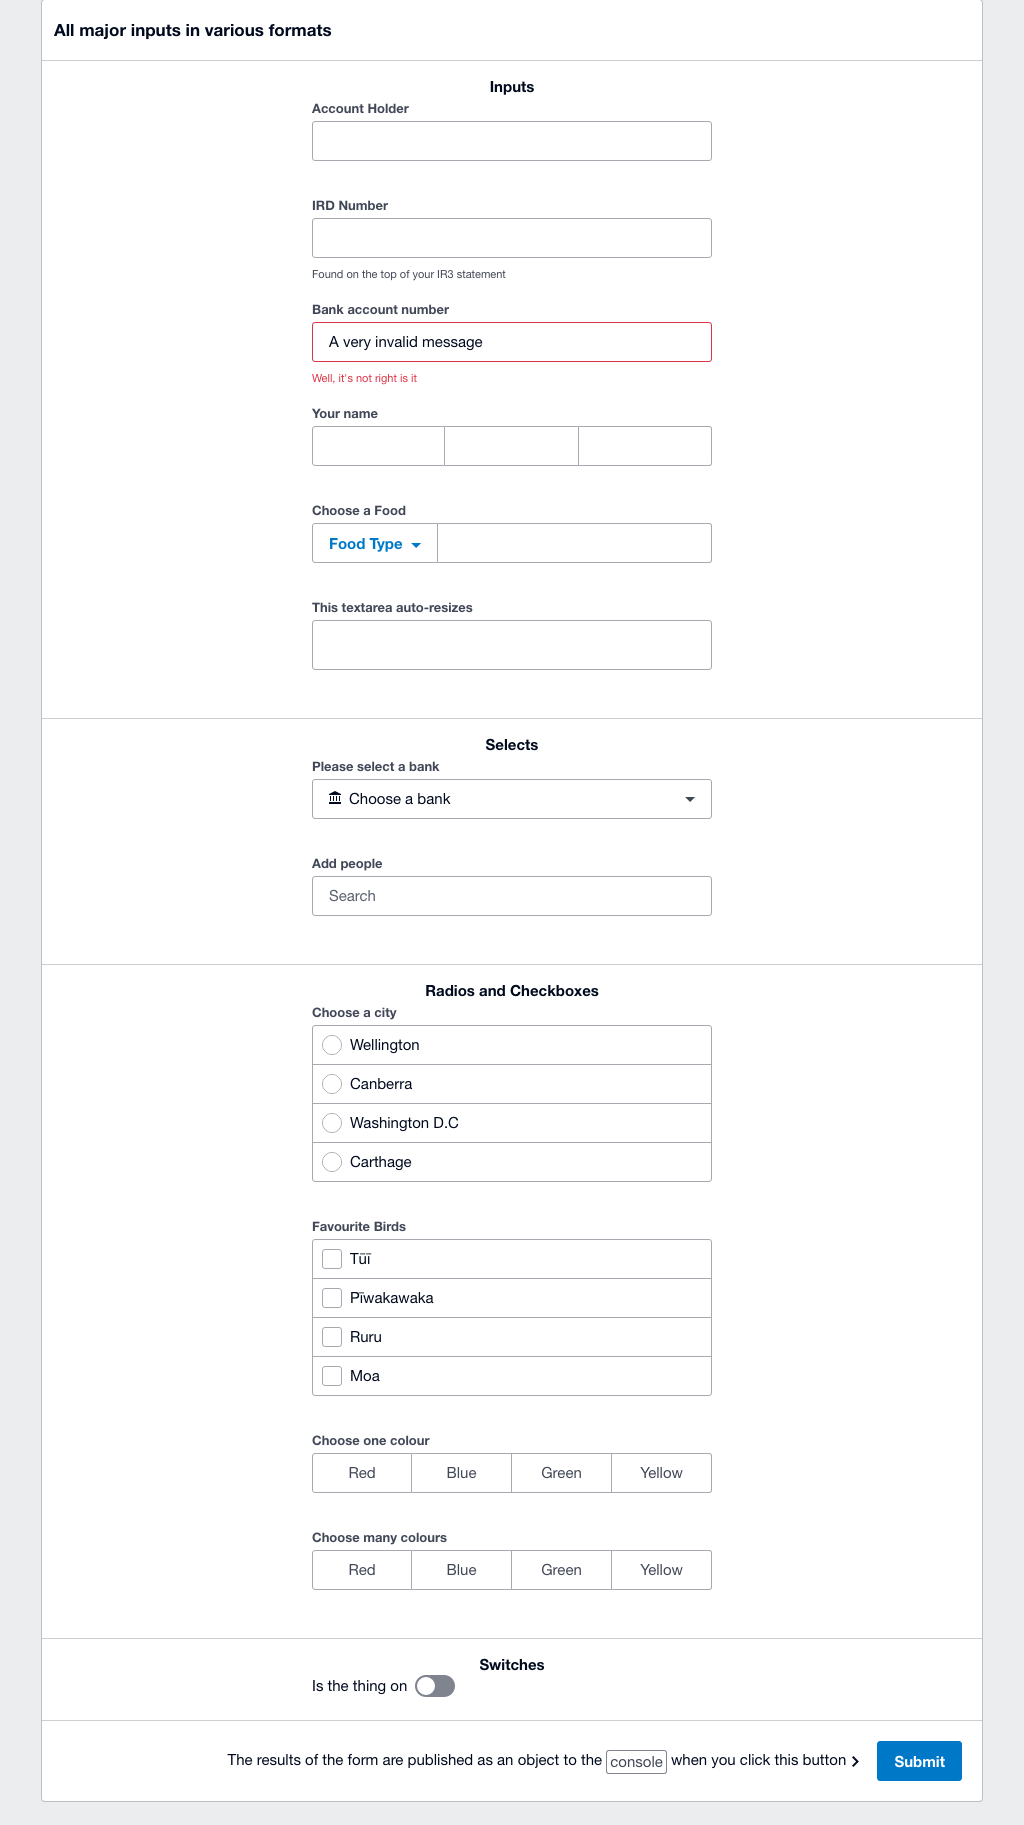 All major inputs in various formats
Inputs
Account Holder
IRD Number
Found on the top of your IR3 statement
Bank account number
A very invalid message
Well, it's not right is it
Your name
Choose a Food
Food Type
This textarea auto-resizes
Selects
Please select a bank
Choose a bank
Add people
Search
Radios and Checkboxes
Choose a city
Wellington
Canberra
Washington D.C
Carthage
Favourite Birds
Tūī
Pīwakawaka
Ruru
Moa
Choose one colour
Red Blue Green Yellow
Choose many colours
Red Blue Green Yellow
Switches
Is the thing on
The results of the form are published as an object to the console when you click this button Submit